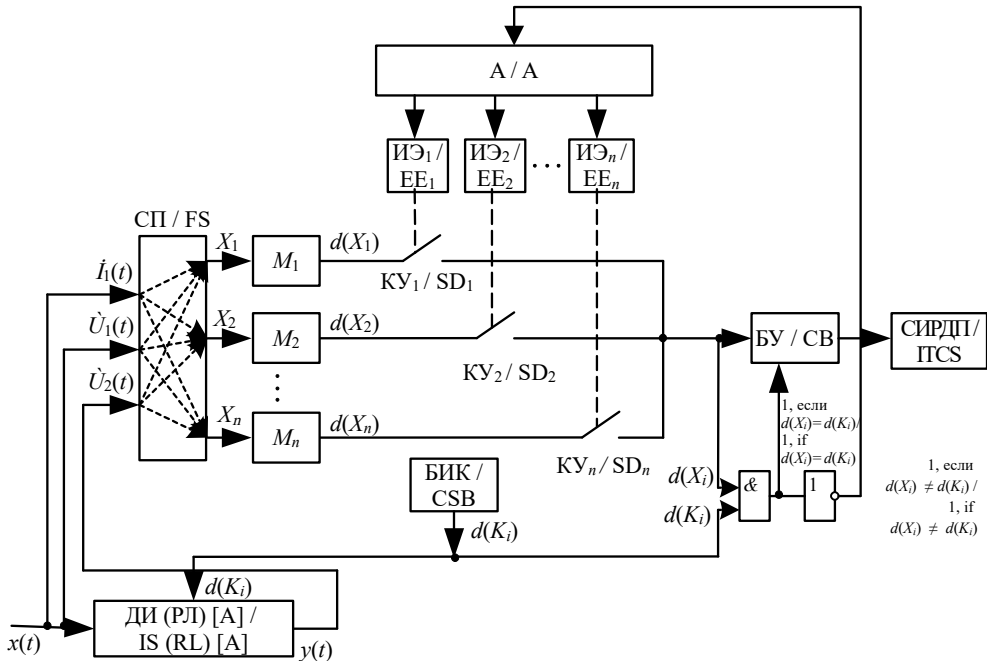 А / A
ИЭ₁ /
EE₁
ИЭ₂ /
EE₂
...
ИЭₙ /
EEₙ
СП / FS
İ₁(t)
Ù₁(t)
Ù₂(t)
X₁
M₁
d(X₁)
КУ₁ / SD₁
X₂
M₂
d(X₂)
КУ₂ / SD₂
...
Xₙ
Mₙ
d(Xₙ)
КУₙ / SDₙ
БУ / CB
СИРДП /
ITCS
1, если
d(Xᵢ)= d(Kᵢ)/
1, if
d(Xᵢ)= d(Kᵢ)
БИК /
CSB
d(Kᵢ)
d(Xᵢ)
d(Kᵢ)
&
1
1, если
d(Xᵢ) ≠ d(Kᵢ) /
1, if
d(Xᵢ) ≠ d(Kᵢ)
d(Kᵢ)
x(t)
ДИ (РЛ) [А] /
IS (RL) [A]
y(t)